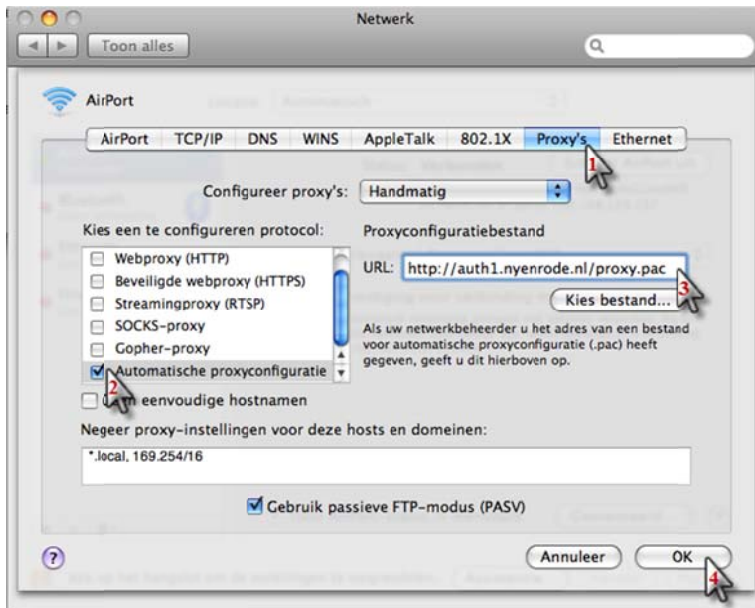 Netwerk
Toon alles
AirPort
AirPort TCP/IP DNS WINS AppleTalk 802.1X Proxy's Ethernet
1
Configureer proxy's: Handmatig
Kies een te configureren protocol:
Webproxy (HTTP)
Beveiligde webproxy (HTTPS)
Streamingproxy (RTSP)
SOCKS-proxy
Gopher-proxy
Automatische proxyconfiguratie
2
eenvoudige hostnamen
Proxyconfiguratiebestand
URL: http://auth1.nyenrode.nl/proxy.pac
3
Kies bestand...
Als uw netwerkbeheerder u het adres van een bestand
voor automatische proxyconfiguratie (.pac) heeft
gegeven, geeft u dit hierboven op.
Negeer proxy-instellingen voor deze hosts en domeinen:
*.local, 169.254/16
Gebruik passieve FTP-modus (PASV)
?
Annuleer OK
4